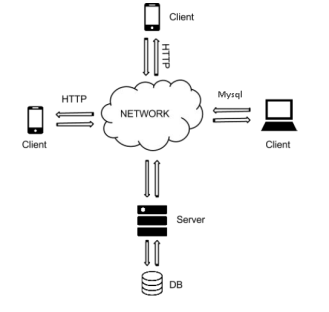 Client
HTTP
HTTP
Mysql
NETWORK
Client
Client
Server
DB